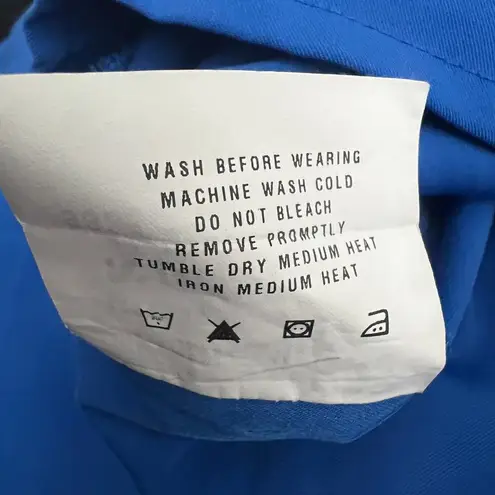 WASH BEFORE WEARING
MACHINE WASH COLD
DO NOT BLEACH
REMOVE PROMPTLY
TUMBLE DRY MEDIUM HEAT
IRON MEDIUM HEAT